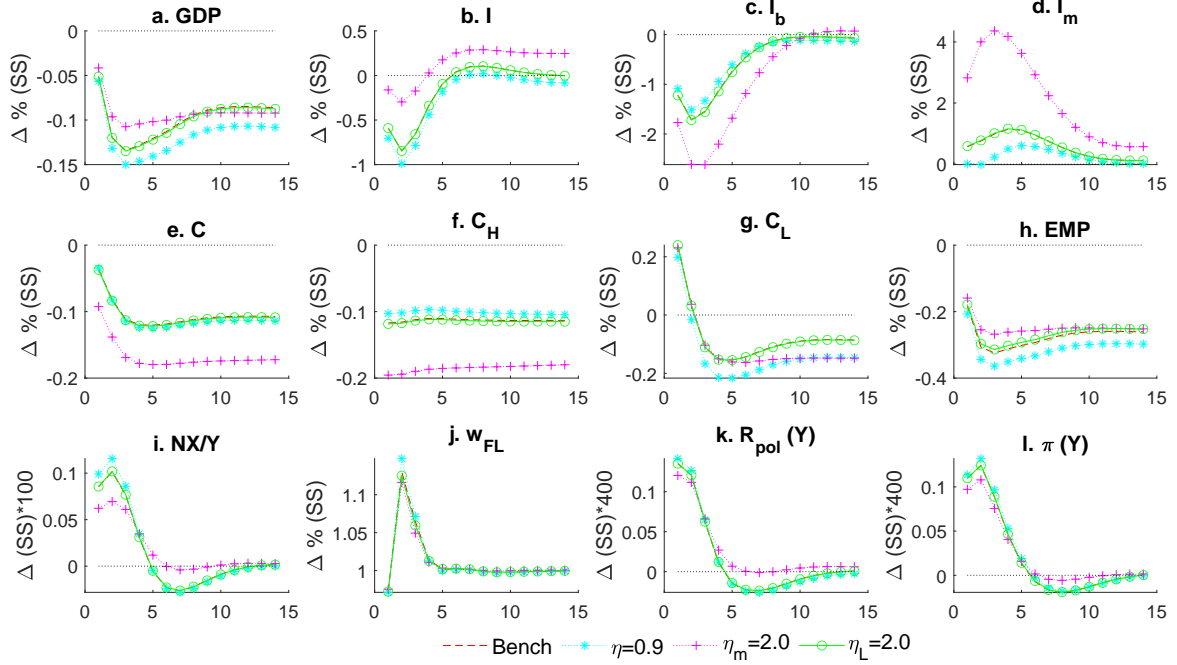 a. GDP
b. I
c. I_b
d. I_m
Δ % (SS)
0
-0.05
-0.1
-0.15
0 5 10 15
Δ % (SS)
0.5
0
-0.5
-1
0 5 10 15
Δ % (SS)
0
-1
-2
0 5 10 15
Δ % (SS)
4
2
0
0 5 10 15
e. C
f. C_H
g. C_L
h. EMP
Δ % (SS)
0
-0.1
-0.2
0 5 10 15
Δ % (SS)
0
-0.1
-0.2
0 5 10 15
Δ % (SS)
0.2
0
-0.2
0 5 10 15
Δ % (SS)
0
-0.2
-0.4
0 5 10 15
i. NX/Y
j. w_FL
k. R_pol (Y)
l. π (Y)
Δ (SS)*100
0.1
0.05
0
0 5 10 15
Δ % (SS)
1.1
1.05
1
0 5 10 15
Δ (SS)*400
0.1
0.05
0
0 5 10 15
Δ (SS)*400
0.1
0.05
0
0 5 10 15
Bench η=0.9 η_m=2.0 η_L=2.0